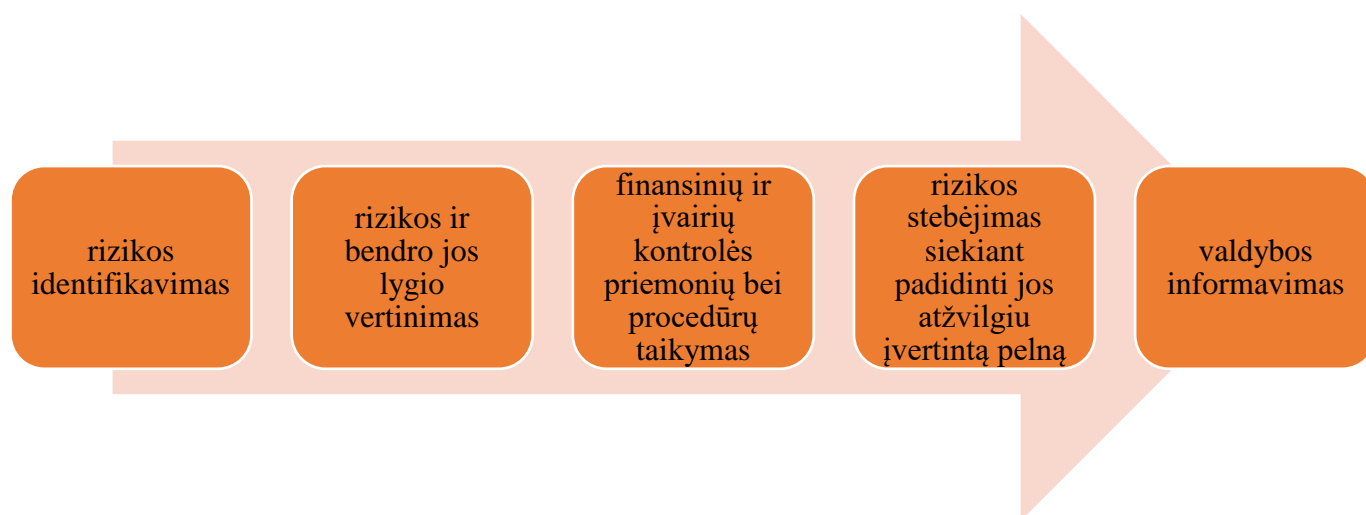 rizikos
identifikavimas
rizikos ir
bendro jos
lygio
vertinimas
finansinių ir
įvairių
kontrolės
priemonių bei
procedūrų
taikymas
rizikos
stebėjimas
siekiant
padidinti jos
atžvilgiu
įvertintą pelną
valdybos
informavimas